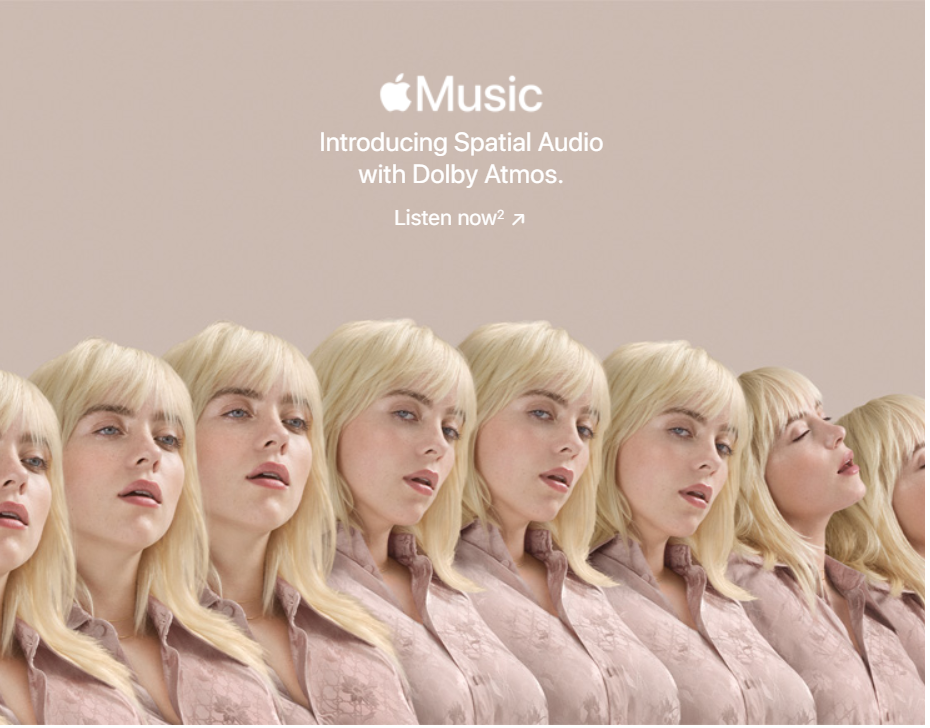 Music
Introducing Spatial Audio
with Dolby Atmos.
Listen now² ↗